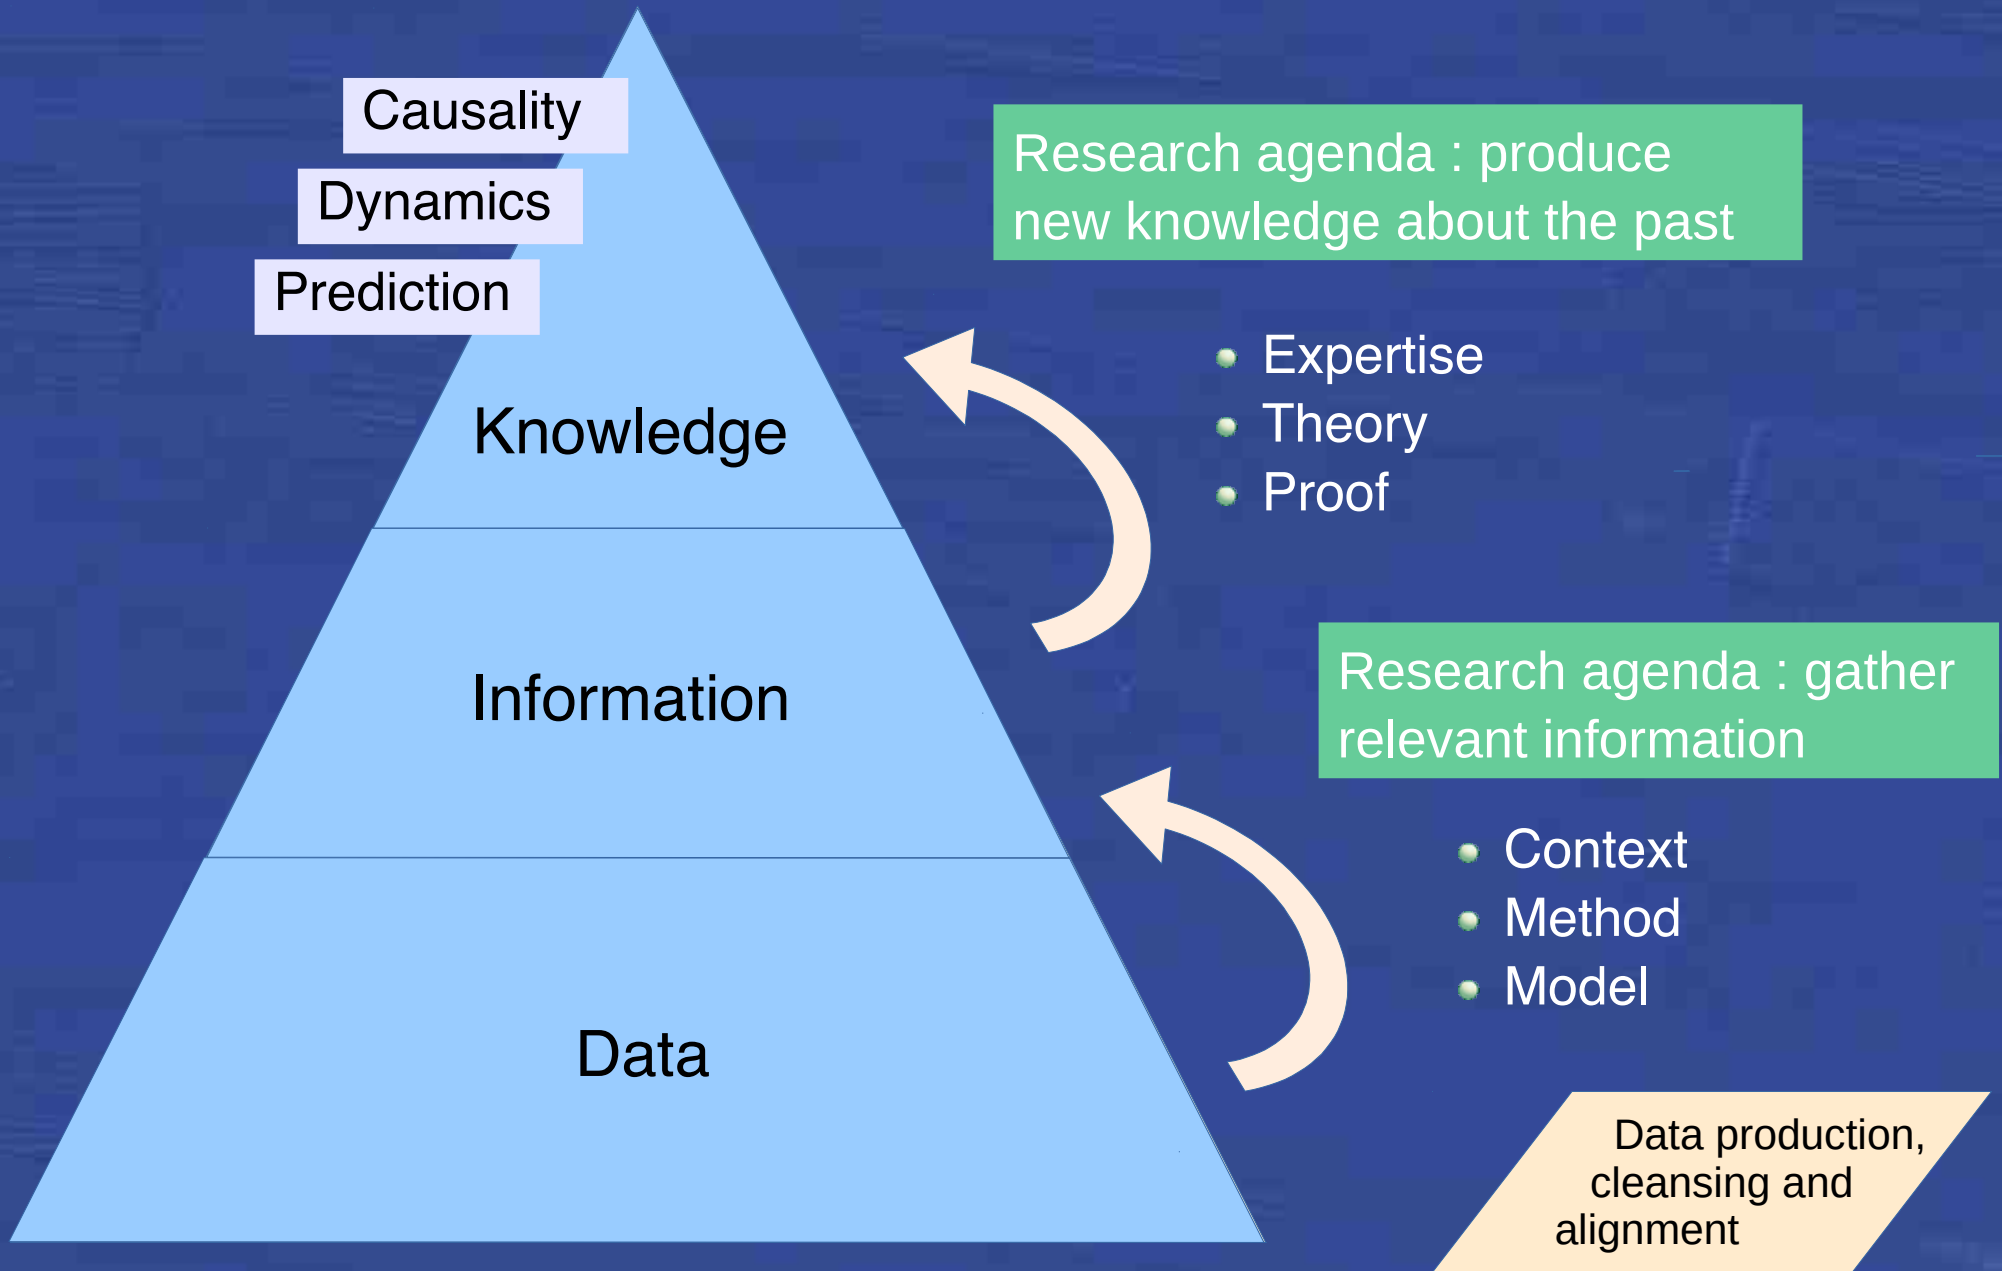 Causality
Dynamics
Prediction
Knowledge
Information
Data
Research agenda : produce
new knowledge about the past
Expertise
Theory
Proof
Research agenda : gather
relevant information
Context
Method
Model
Data production,
cleansing and
alignment